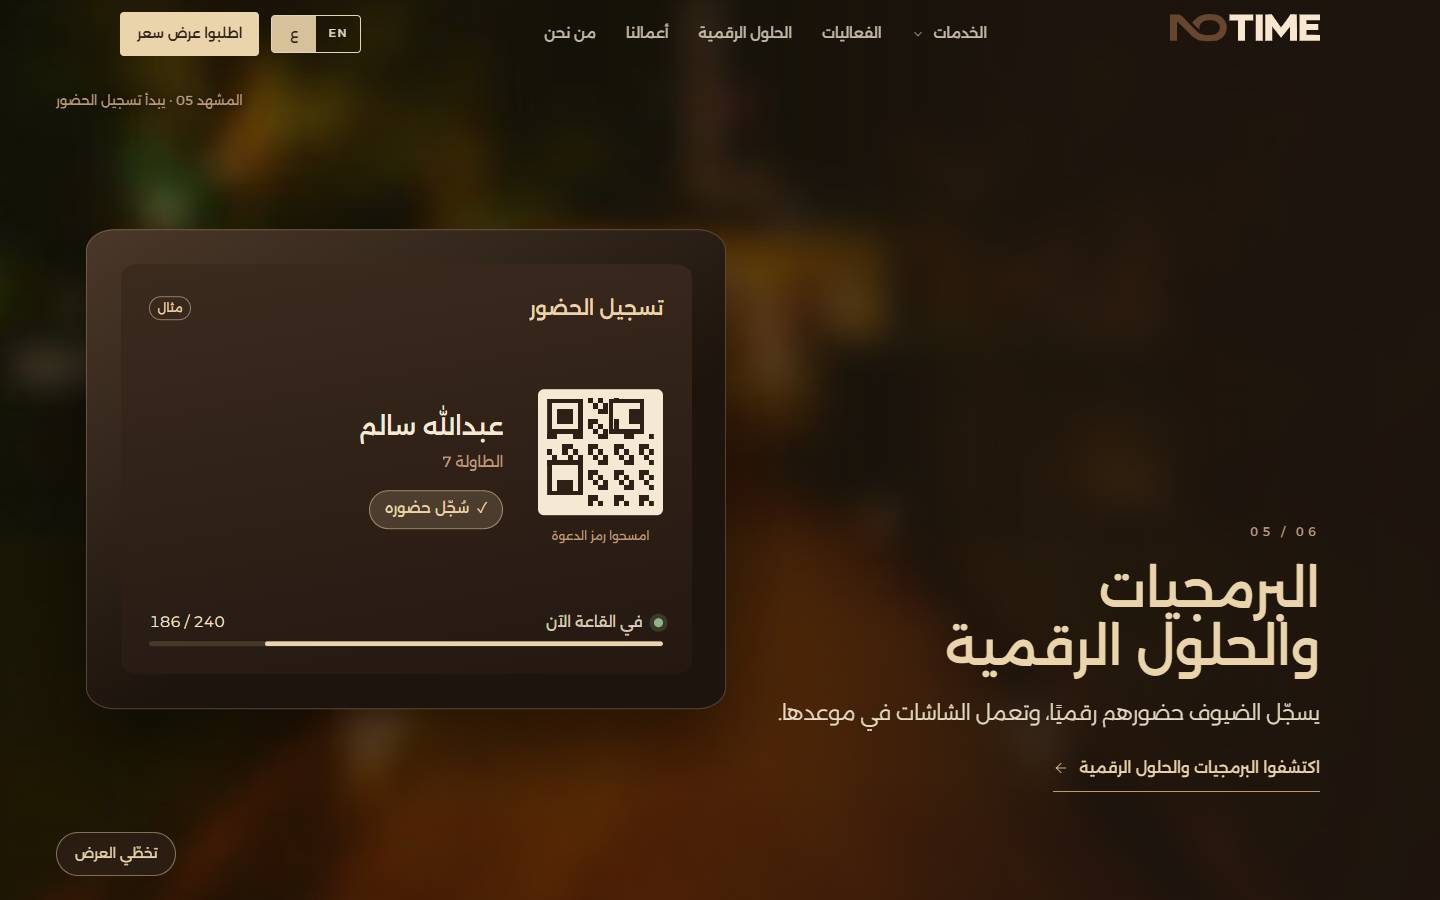 NOTIME
الخدمات
الفعاليات
الحلول الرقمية
أعمالنا
من نحن
EN
ع
اطلبوا عرض سعر
المشهد 05 · يبدأ تسجيل الحضور
تسجيل الحضور
مثال
عبدالله سالم
الطاولة 7
✓ سُجّل حضوره
امسحوا رمز الدعوة
في القاعة الآن
186 / 240
05 / 06
البرمجيات
والحلول الرقمية
يسجّل الضيوف حضورهم رقميًا، وتعمل الشاشات في موعدها.
اكتشفوا البرمجيات والحلول الرقمية ←
تخطّي العرض